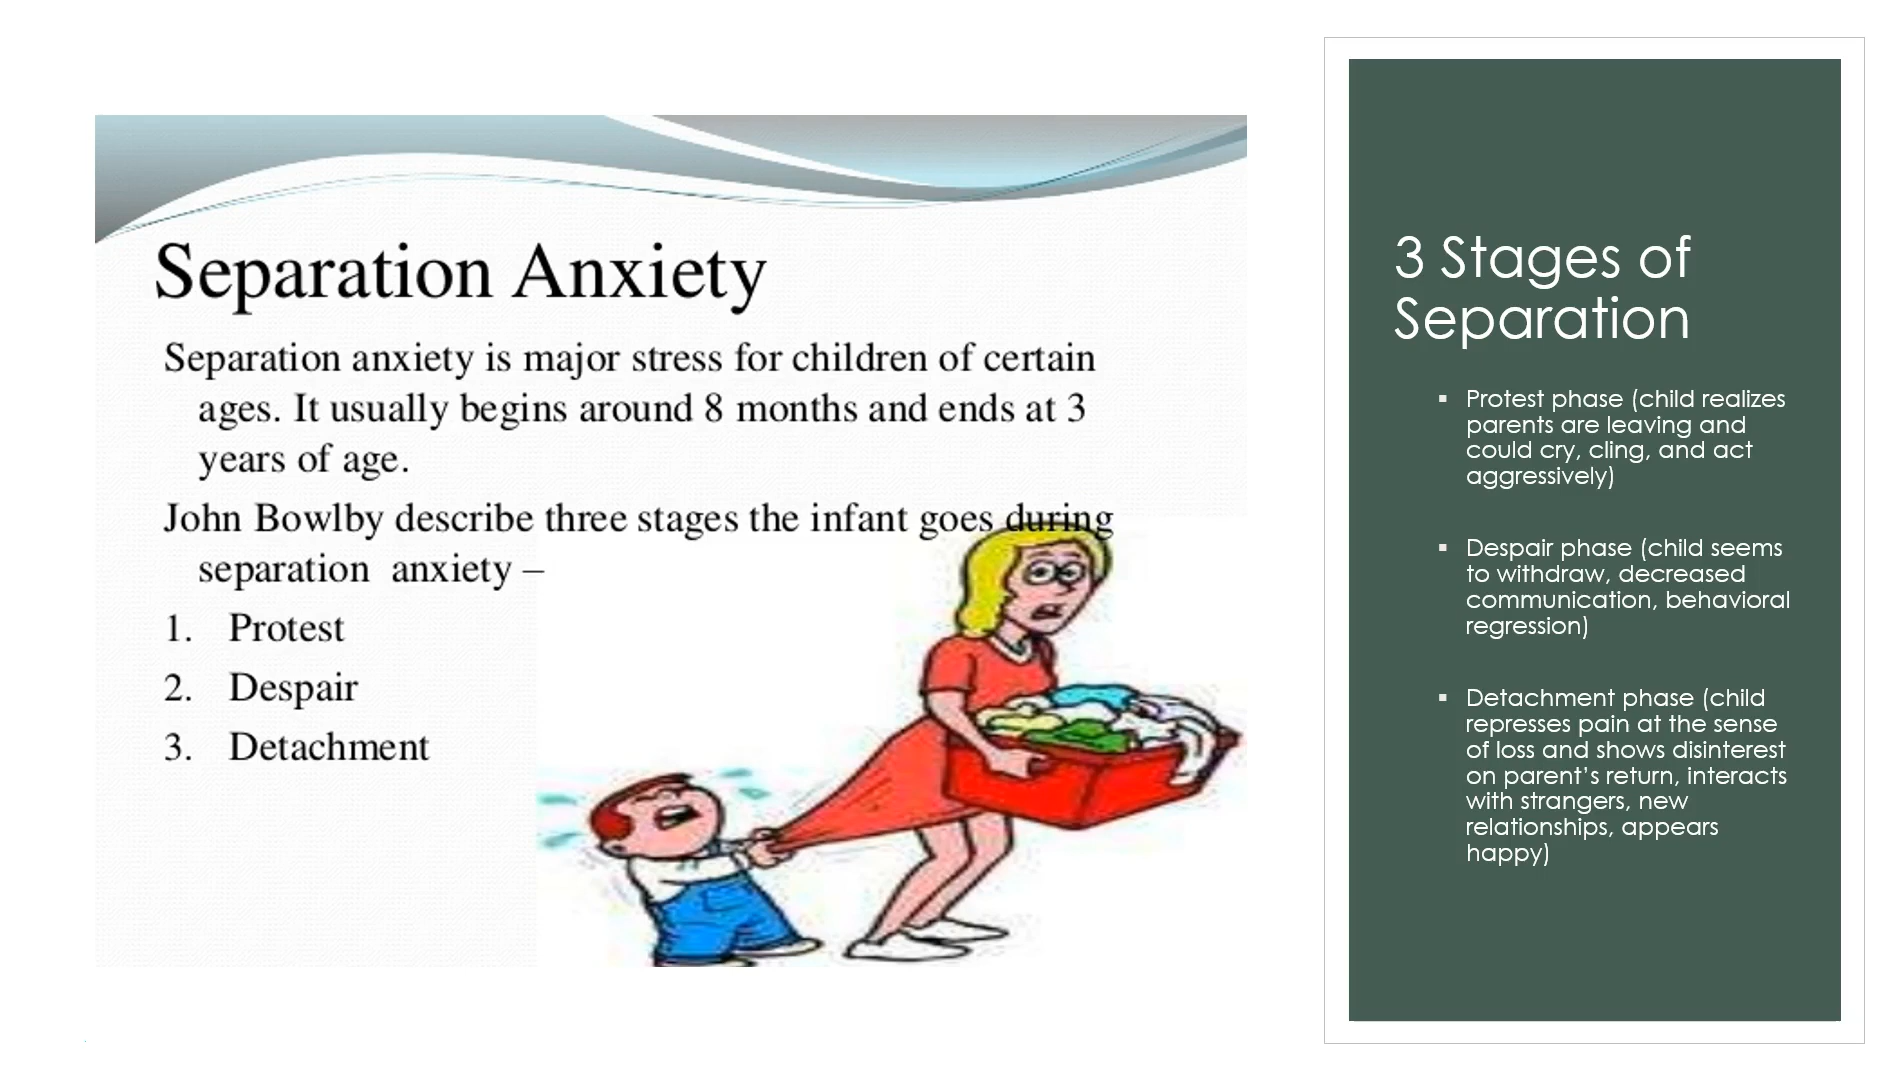 Separation Anxiety
Separation anxiety is major stress for children of certain
ages. It usually begins around 8 months and ends at 3
years of age.
John Bowlby describe three stages the infant goes during
separation anxiety –
1. Protest
2. Despair
3. Detachment
3 Stages of
Separation
▪ Protest phase (child realizes
parents are leaving and
could cry, cling, and act
aggressively)
▪ Despair phase (child seems
to withdraw, decreased
communication, behavioral
regression)
▪ Detachment phase (child
represses pain at the sense
of loss and shows disinterest
on parent’s return, interacts
with strangers, new
relationships, appears
happy)